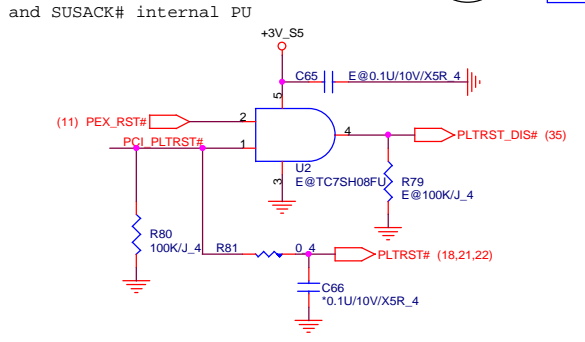 and SUSACK# internal PU
+3V_S5
C65 E@0.1U/10V/X5R_4
5
(11) PEX_RST# 2
4 PLTRST_DIS# (35)
PCI_PLTRST# 1
U2
3 E@TC7SH08FU R79
E@100K/J_4
R80
100K/J_4
R81 0_4 PLTRST# (18,21,22)
C66
*0.1U/10V/X5R_4